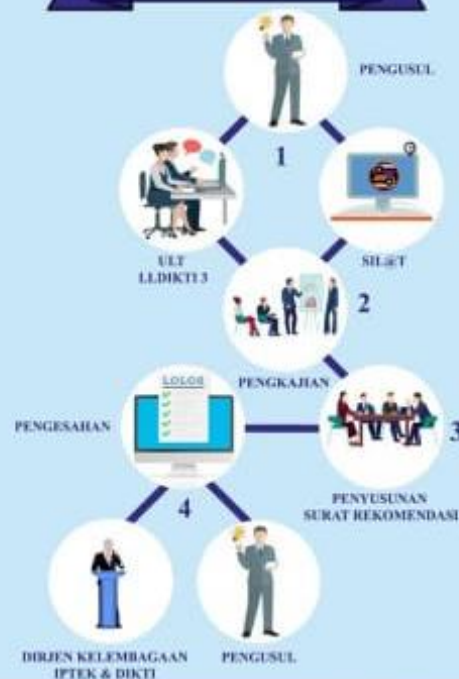 PENGUSUL
1
ULT
LLDIKTI 3
SIL@T
2
PENGKAJIAN
LOLOS
PENGESAHAN
3
PENYUSUNAN
SURAT REKOMENDASI
4
DIRJEN KELEMBAGAAN
IPTEK & DIKTI
PENGUSUL